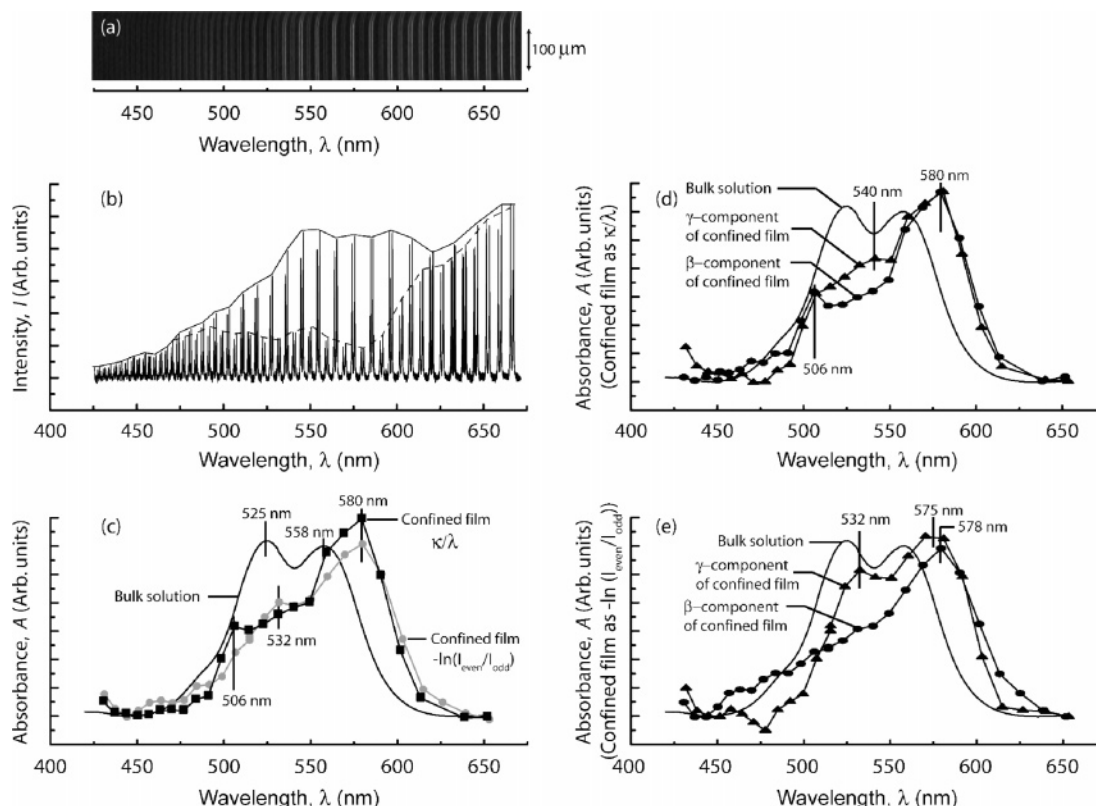 (a)
100 μm
450 500 550 600 650
Wavelength, λ (nm)
(b)
Intensity, I (Arb. units)
400 450 500 550 600 650
Wavelength, λ (nm)
(c)
525 nm
558 nm
580 nm
Confined film
κ/λ
Bulk solution
532 nm
506 nm
Confined film
-ln(I_even/I_odd)
Absorbance, A (Arb. units)
400 450 500 550 600 650
Wavelength, λ (nm)
(d)
580 nm
540 nm
Bulk solution
γ–component
of confined film
β–component
of confined film
506 nm
Absorbance, A (Arb. units)
(Confined film as κ/λ)
400 450 500 550 600 650
Wavelength, λ (nm)
(e)
575 nm
532 nm
578 nm
Bulk solution
γ–component
of confined film
β–component
of confined film
Absorbance, A (Arb. units)
((Confined film as -ln (I_even/I_odd))
400 450 500 550 600 650
Wavelength, λ (nm)